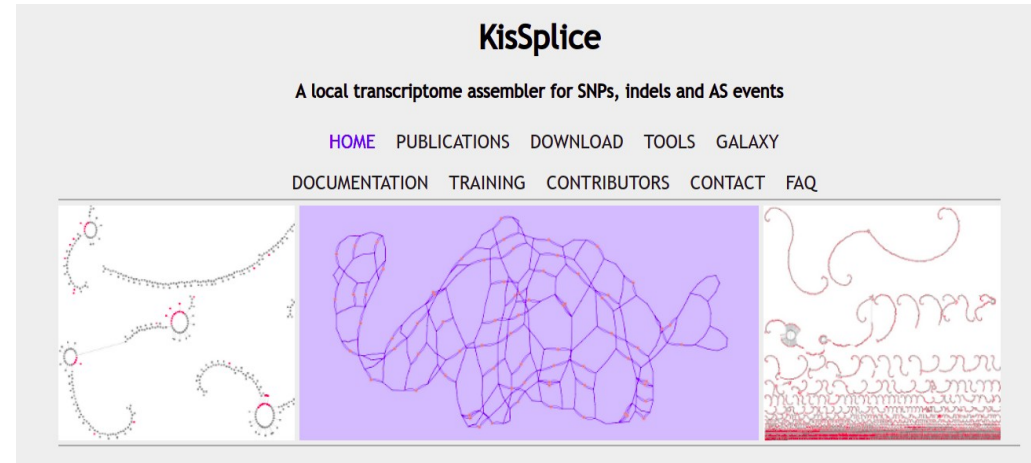 KisSplice
A local transcriptome assembler for SNPs, indels and AS events
HOME PUBLICATIONS DOWNLOAD TOOLS GALAXY
DOCUMENTATION TRAINING CONTRIBUTORS CONTACT FAQ